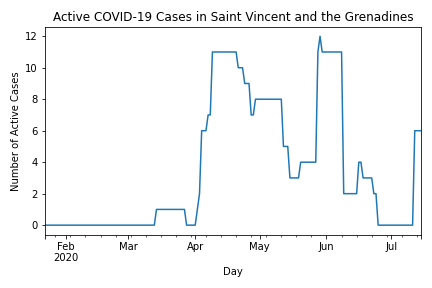 Active COVID-19 Cases in Saint Vincent and the Grenadines
Number of Active Cases
12
10
8
6
4
2
0
Feb
2020
Mar
Apr
May
Jun
Jul
Day